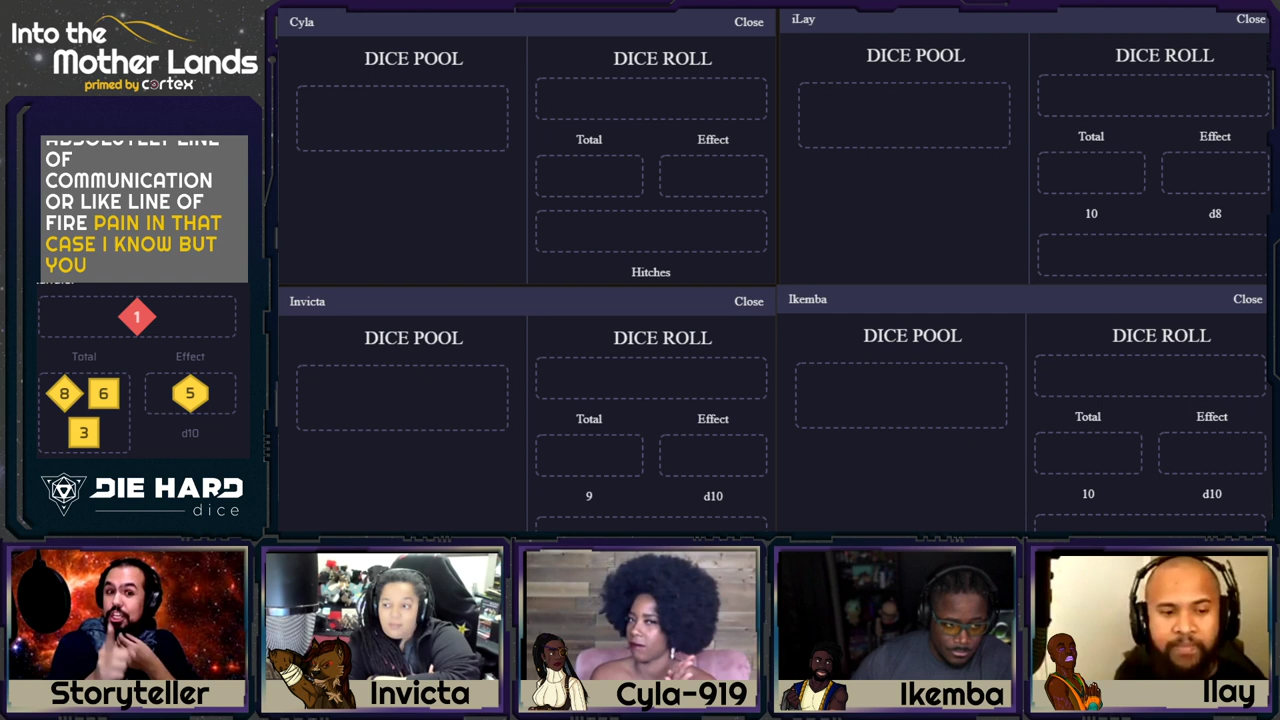 Into the
Mother Lands
primed by cortex
ABSOLUTELY LINE
OF
COMMUNICATION
OR LIKE LINE OF
FIRE PAIN IN THAT
CASE I KNOW BUT
YOU
1
Total Effect
8 6 5
3 d10
DIE HARD
dice
Cyla Close
DICE POOL DICE ROLL
Total Effect
Hitches
iLay Close
DICE POOL DICE ROLL
Total Effect
10 d8
Invicta Close
DICE POOL DICE ROLL
Total Effect
9 d10
Ikemba Close
DICE POOL DICE ROLL
Total Effect
10 d10
Storyteller
Invicta
Cyla-919
Ikemba
Ilay